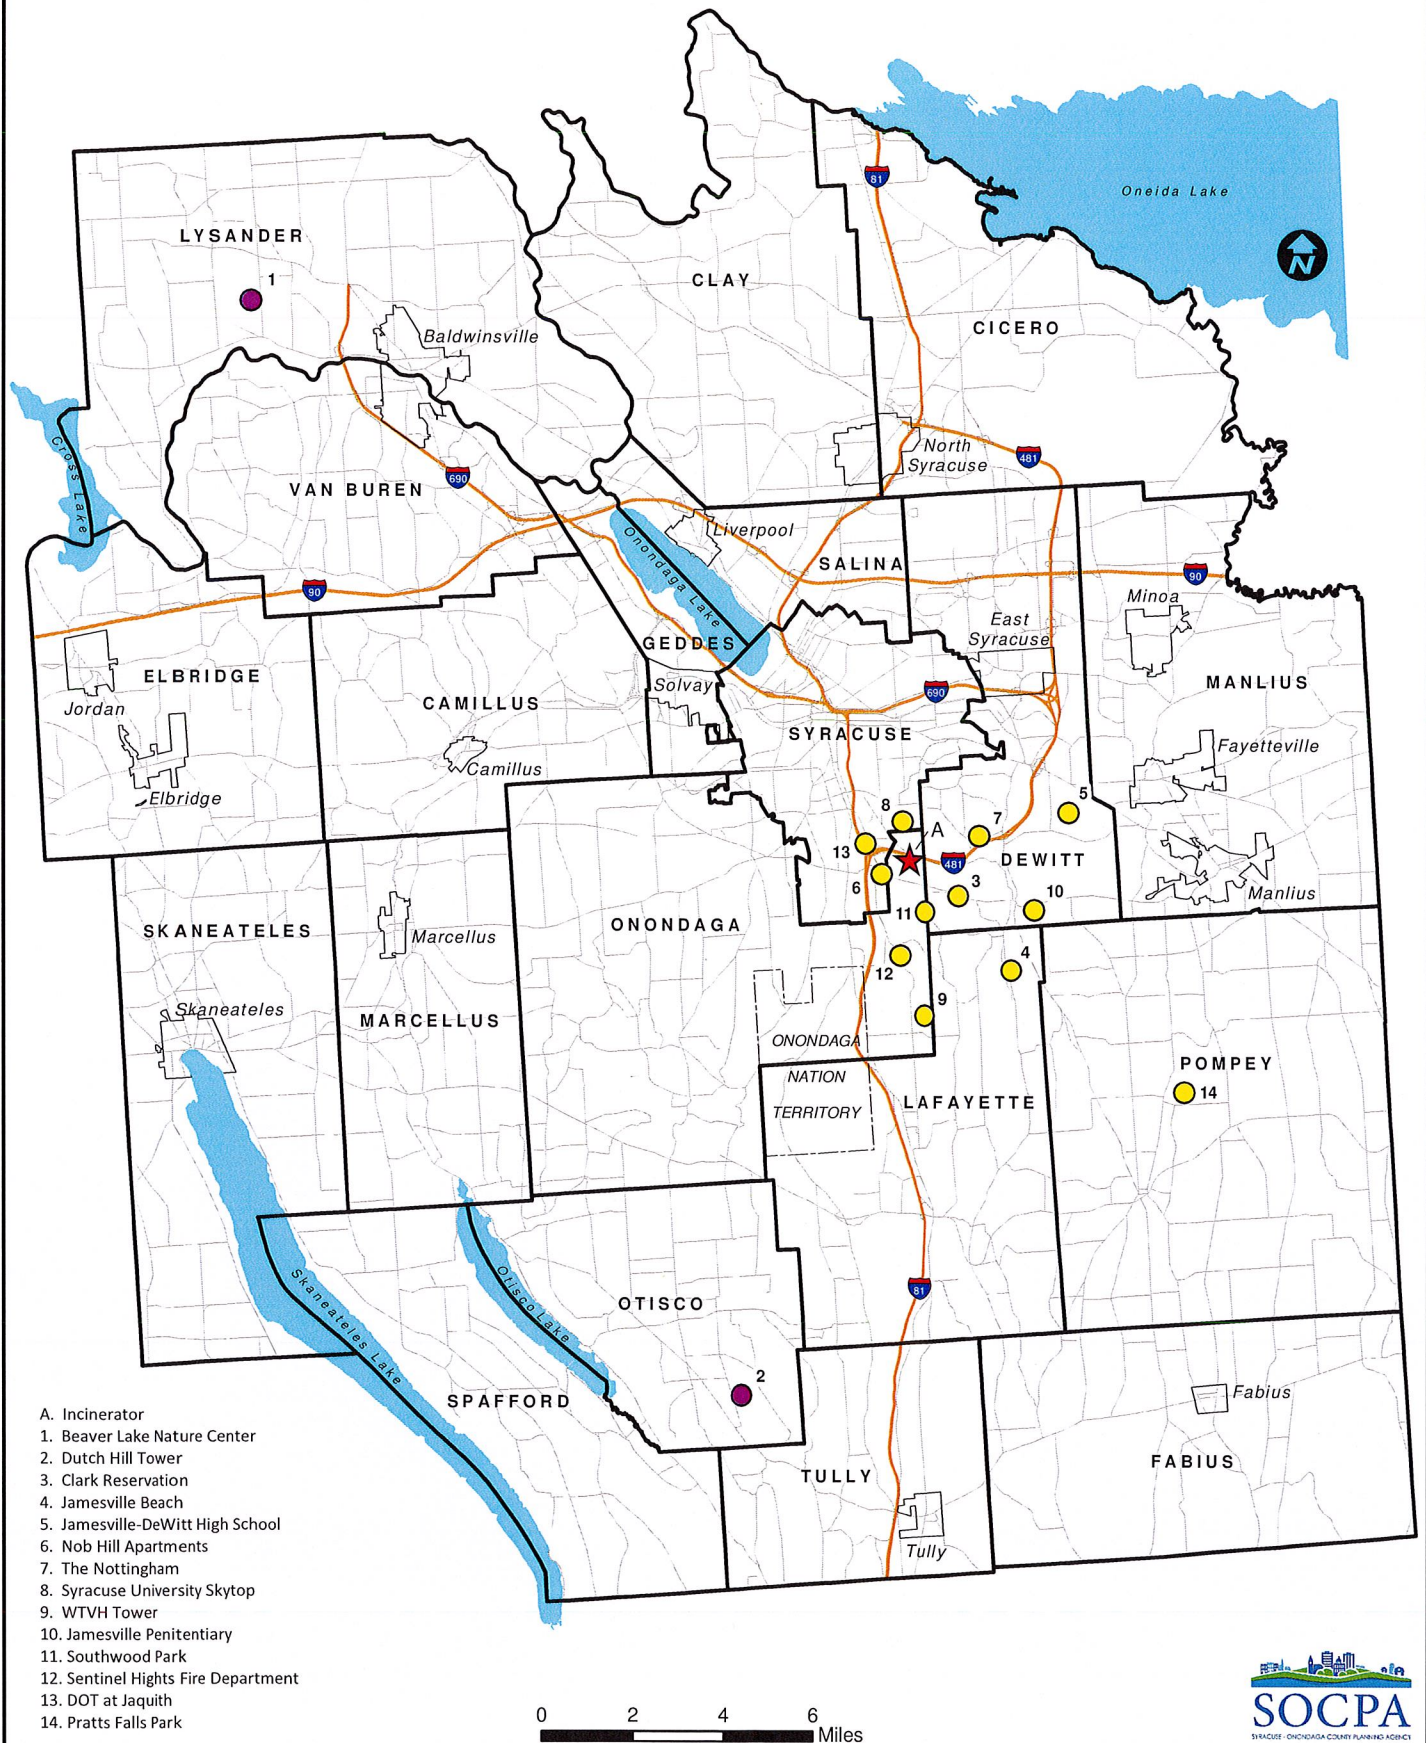 81
Oneida Lake
N
LYSANDER
1
CLAY
CICERO
Baldwinsville
Cross Lake
North
Syracuse
481
690
VAN BUREN
Liverpool
Onondaga Lake
SALINA
90
90
Minoa
East
Syracuse
GEDDES
ELBRIDGE
Jordan
Solvay
CAMILLUS
690
MANLIUS
SYRACUSE
Fayetteville
Camillus
Elbridge
5
8
7
A
13
481
DEWITT
6
3
10
Manlius
11
SKANEATELES
Marcellus
ONONDAGA
12
4
Skaneateles
MARCELLUS
9
ONONDAGA
NATION
TERRITORY
POMPEY
14
LAFAYETTE
Skaneateles Lake
Otisco Lake
81
OTISCO
2
SPAFFORD
Fabius
FABIUS
TULLY
Tully
A. Incinerator
1. Beaver Lake Nature Center
2. Dutch Hill Tower
3. Clark Reservation
4. Jamesville Beach
5. Jamesville-DeWitt High School
6. Nob Hill Apartments
7. The Nottingham
8. Syracuse University Skytop
9. WTVH Tower
10. Jamesville Penitentiary
11. Southwood Park
12. Sentinel Hights Fire Department
13. DOT at Jaquith
14. Pratts Falls Park
0 2 4 6
Miles
SOCPA
SYRACUSE - ONONDAGA COUNTY PLANNING AGENCY